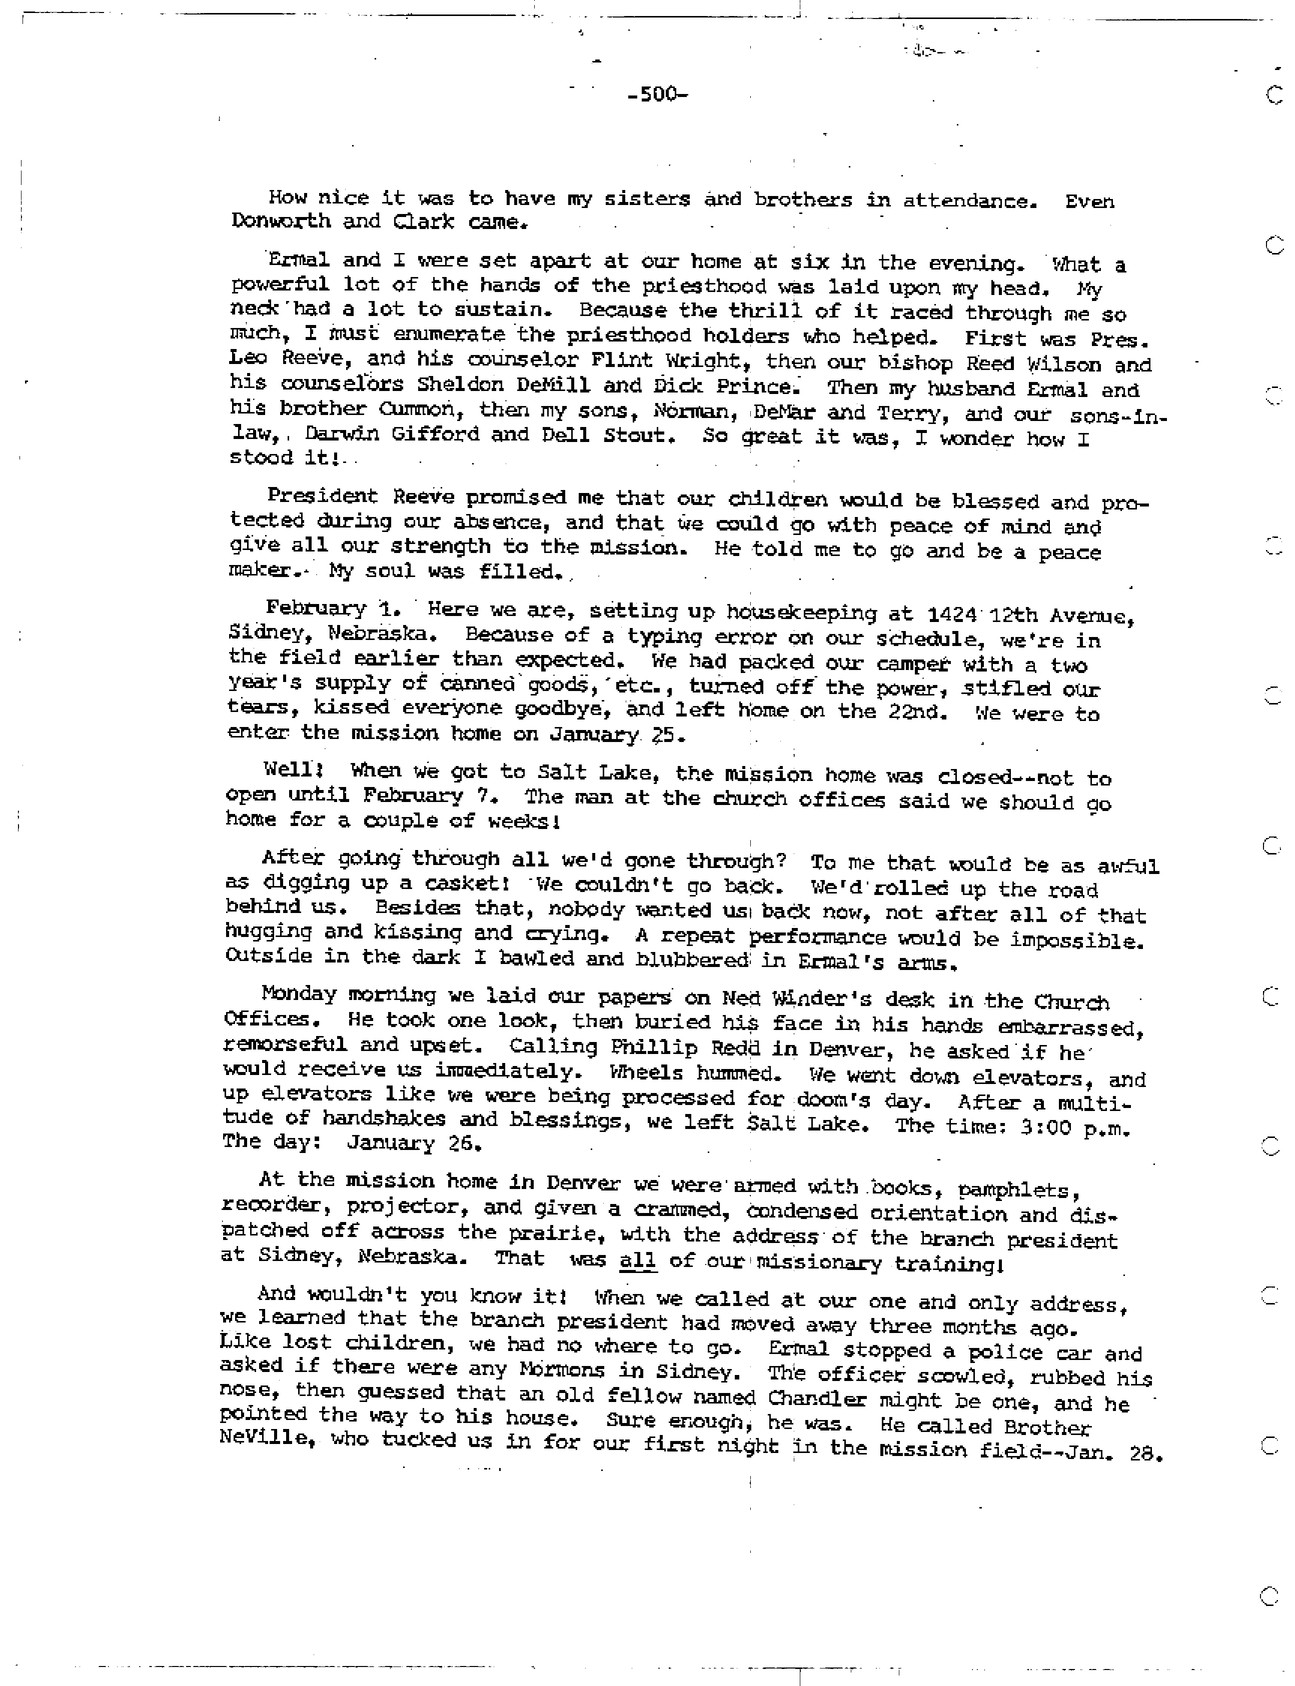 -500-
How nice it was to have my sisters and brothers in attendance. Even
Donworth and Clark came.
Ermal and I were set apart at our home at six in the evening. What a
powerful lot of the hands of the priesthood was laid upon my head. My
neck had a lot to sustain. Because the thrill of it raced through me so
much, I must enumerate the priesthood holders who helped. First was Pres.
Leo Reeve, and his counselor Flint Wright, then our bishop Reed Wilson and
his counselors Sheldon DeMill and Dick Prince. Then my husband Ermal and
his brother Cummon, then my sons, Norman, DeMar and Terry, and our sons-in-
law, Darwin Gifford and Dell Stout. So great it was, I wonder how I
stood it!
President Reeve promised me that our children would be blessed and pro-
tected during our absence, and that we could go with peace of mind and
give all our strength to the mission. He told me to go and be a peace
maker. My soul was filled.
February 1. Here we are, setting up housekeeping at 1424 12th Avenue,
Sidney, Nebraska. Because of a typing error on our schedule, we're in
the field earlier than expected. We had packed our camper with a two
year's supply of canned goods, etc., turned off the power, stifled our
tears, kissed everyone goodbye, and left home on the 22nd. We were to
enter the mission home on January 25.
Well! When we got to Salt Lake, the mission home was closed--not to
open until February 7. The man at the church offices said we should go
home for a couple of weeks!
After going through all we'd gone through? To me that would be as awful
as digging up a casket! We couldn't go back. We'd rolled up the road
behind us. Besides that, nobody wanted us back now, not after all of that
hugging and kissing and crying. A repeat performance would be impossible.
Outside in the dark I bawled and blubbered in Ermal's arms.
Monday morning we laid our papers on Ned Winder's desk in the Church
Offices. He took one look, then buried his face in his hands embarrassed,
remorseful and upset. Calling Phillip Redd in Denver, he asked if he
would receive us immediately. Wheels hummed. We went down elevators, and
up elevators like we were being processed for doom's day. After a multi-
tude of handshakes and blessings, we left Salt Lake. The time: 3:00 p.m.
The day: January 26.
At the mission home in Denver we were armed with books, pamphlets,
recorder, projector, and given a crammed, condensed orientation and dis-
patched off across the prairie, with the address of the branch president
at Sidney, Nebraska. That was all of our missionary training!
And wouldn't you know it! When we called at our one and only address,
we learned that the branch president had moved away three months ago.
Like lost children, we had no where to go. Ermal stopped a police car and
asked if there were any Mormons in Sidney. The officer scowled, rubbed his
nose, then guessed that an old fellow named Chandler might be one, and he
pointed the way to his house. Sure enough, he was. He called Brother
NeVille, who tucked us in for our first night in the mission field--Jan. 28.